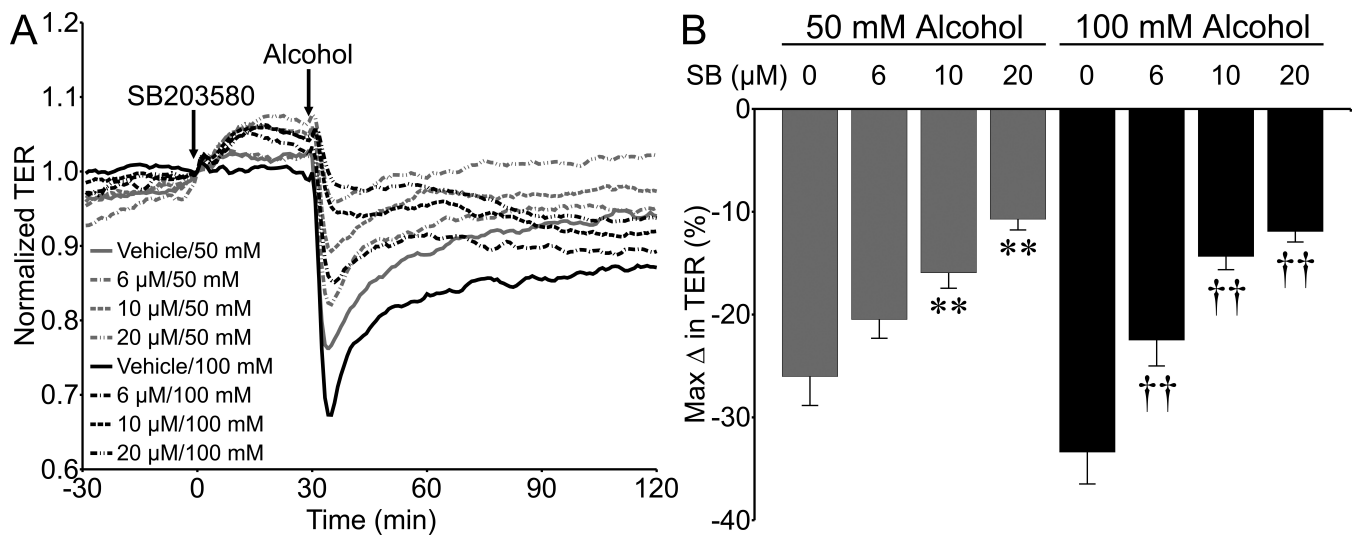 A
Normalized TER
1.2
1.1
1.0
0.9
0.8
0.7
0.6
SB203580
Alcohol
Vehicle/50 mM
6 µM/50 mM
10 µM/50 mM
20 µM/50 mM
Vehicle/100 mM
6 µM/100 mM
10 µM/100 mM
20 µM/100 mM
-30 0 30 60 90 120
Time (min)
B
50 mM Alcohol 100 mM Alcohol
SB (µM) 0 6 10 20 0 6 10 20
Max Δ in TER (%)
0
-10
-20
-30
-40
** **
†† †† ††